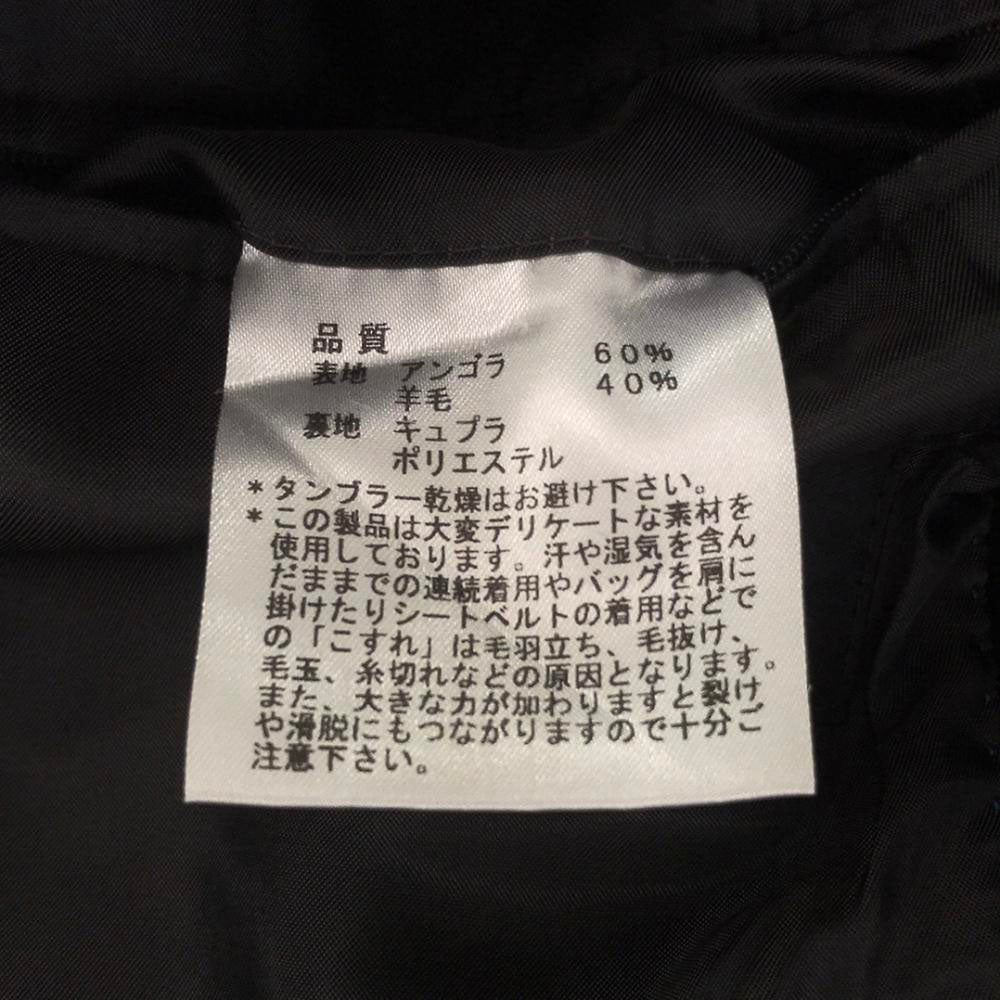 品質
表地 アンゴラ 60%
羊毛 40%
裏地 キュプラ
ポリエステル
*タンブラー乾燥はお避け下さい。
*この製品は大変デリケートな素材を
使用しております。汗や湿気を含ん
だままでの連続着用やバッグを肩に
掛けたりシートベルトの着用などで
の「こすれ」は毛羽立ち、毛抜け、
毛玉、糸切れなどの原因となります。
また、大きな力が加わりますと裂け
や滑脱にもつながりますので十分ご
注意下さい。